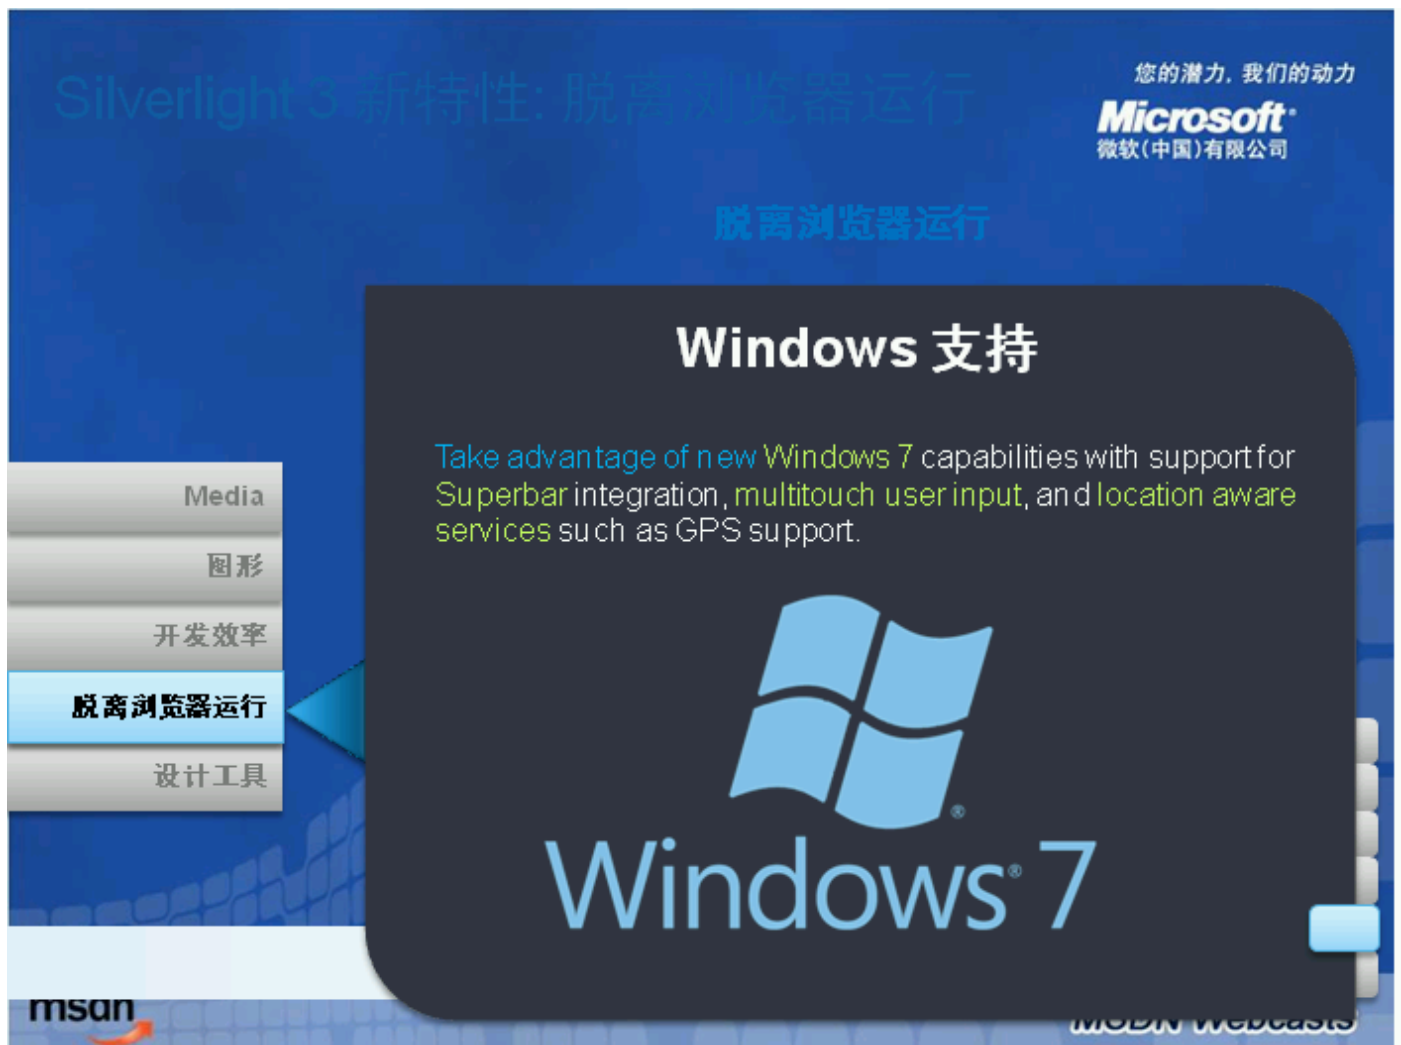 Silverlight 3 新特性: 脱离浏览器运行
您的潜力, 我们的动力
Microsoft
微软(中国)有限公司
脱离浏览器运行
Windows 支持
Take advantage of new Windows 7 capabilities with support for
Superbar integration, multitouch user input, and location aware
services such as GPS support.
Media
图形
开发效率
脱离浏览器运行
设计工具
Windows® 7
msdn
MSDN Webcasts